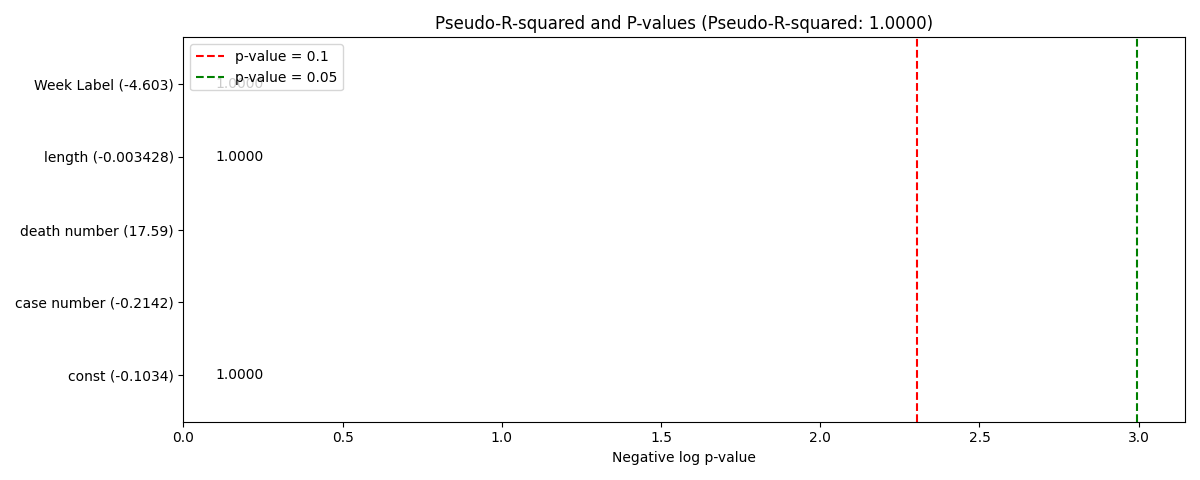 Pseudo-R-squared and P-values (Pseudo-R-squared: 1.0000)
p-value = 0.1
p-value = 0.05
Week Label (-4.603)
1.0000
length (-0.003428)
1.0000
death number (17.59)
case number (-0.2142)
const (-0.1034)
1.0000
0.0 0.5 1.0 1.5 2.0 2.5 3.0
Negative log p-value